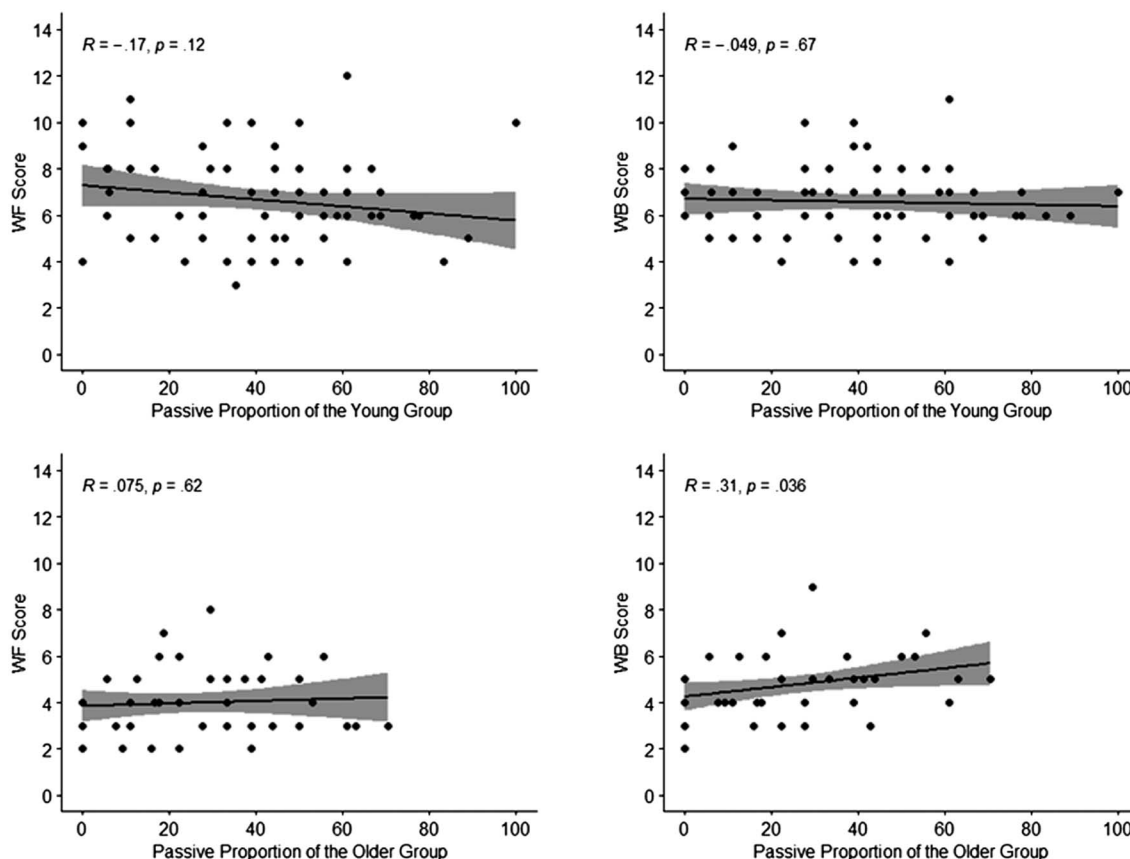 R = −.17, p = .12
14
12
10
8
6
4
2
0
WF Score
0 20 40 60 80 100
Passive Proportion of the Young Group
R = −.049, p = .67
14
12
10
8
6
4
2
0
WB Score
0 20 40 60 80 100
Passive Proportion of the Young Group
R = .075, p = .62
14
12
10
8
6
4
2
0
WF Score
0 20 40 60 80 100
Passive Proportion of the Older Group
R = .31, p = .036
14
12
10
8
6
4
2
0
WB Score
0 20 40 60 80 100
Passive Proportion of the Older Group